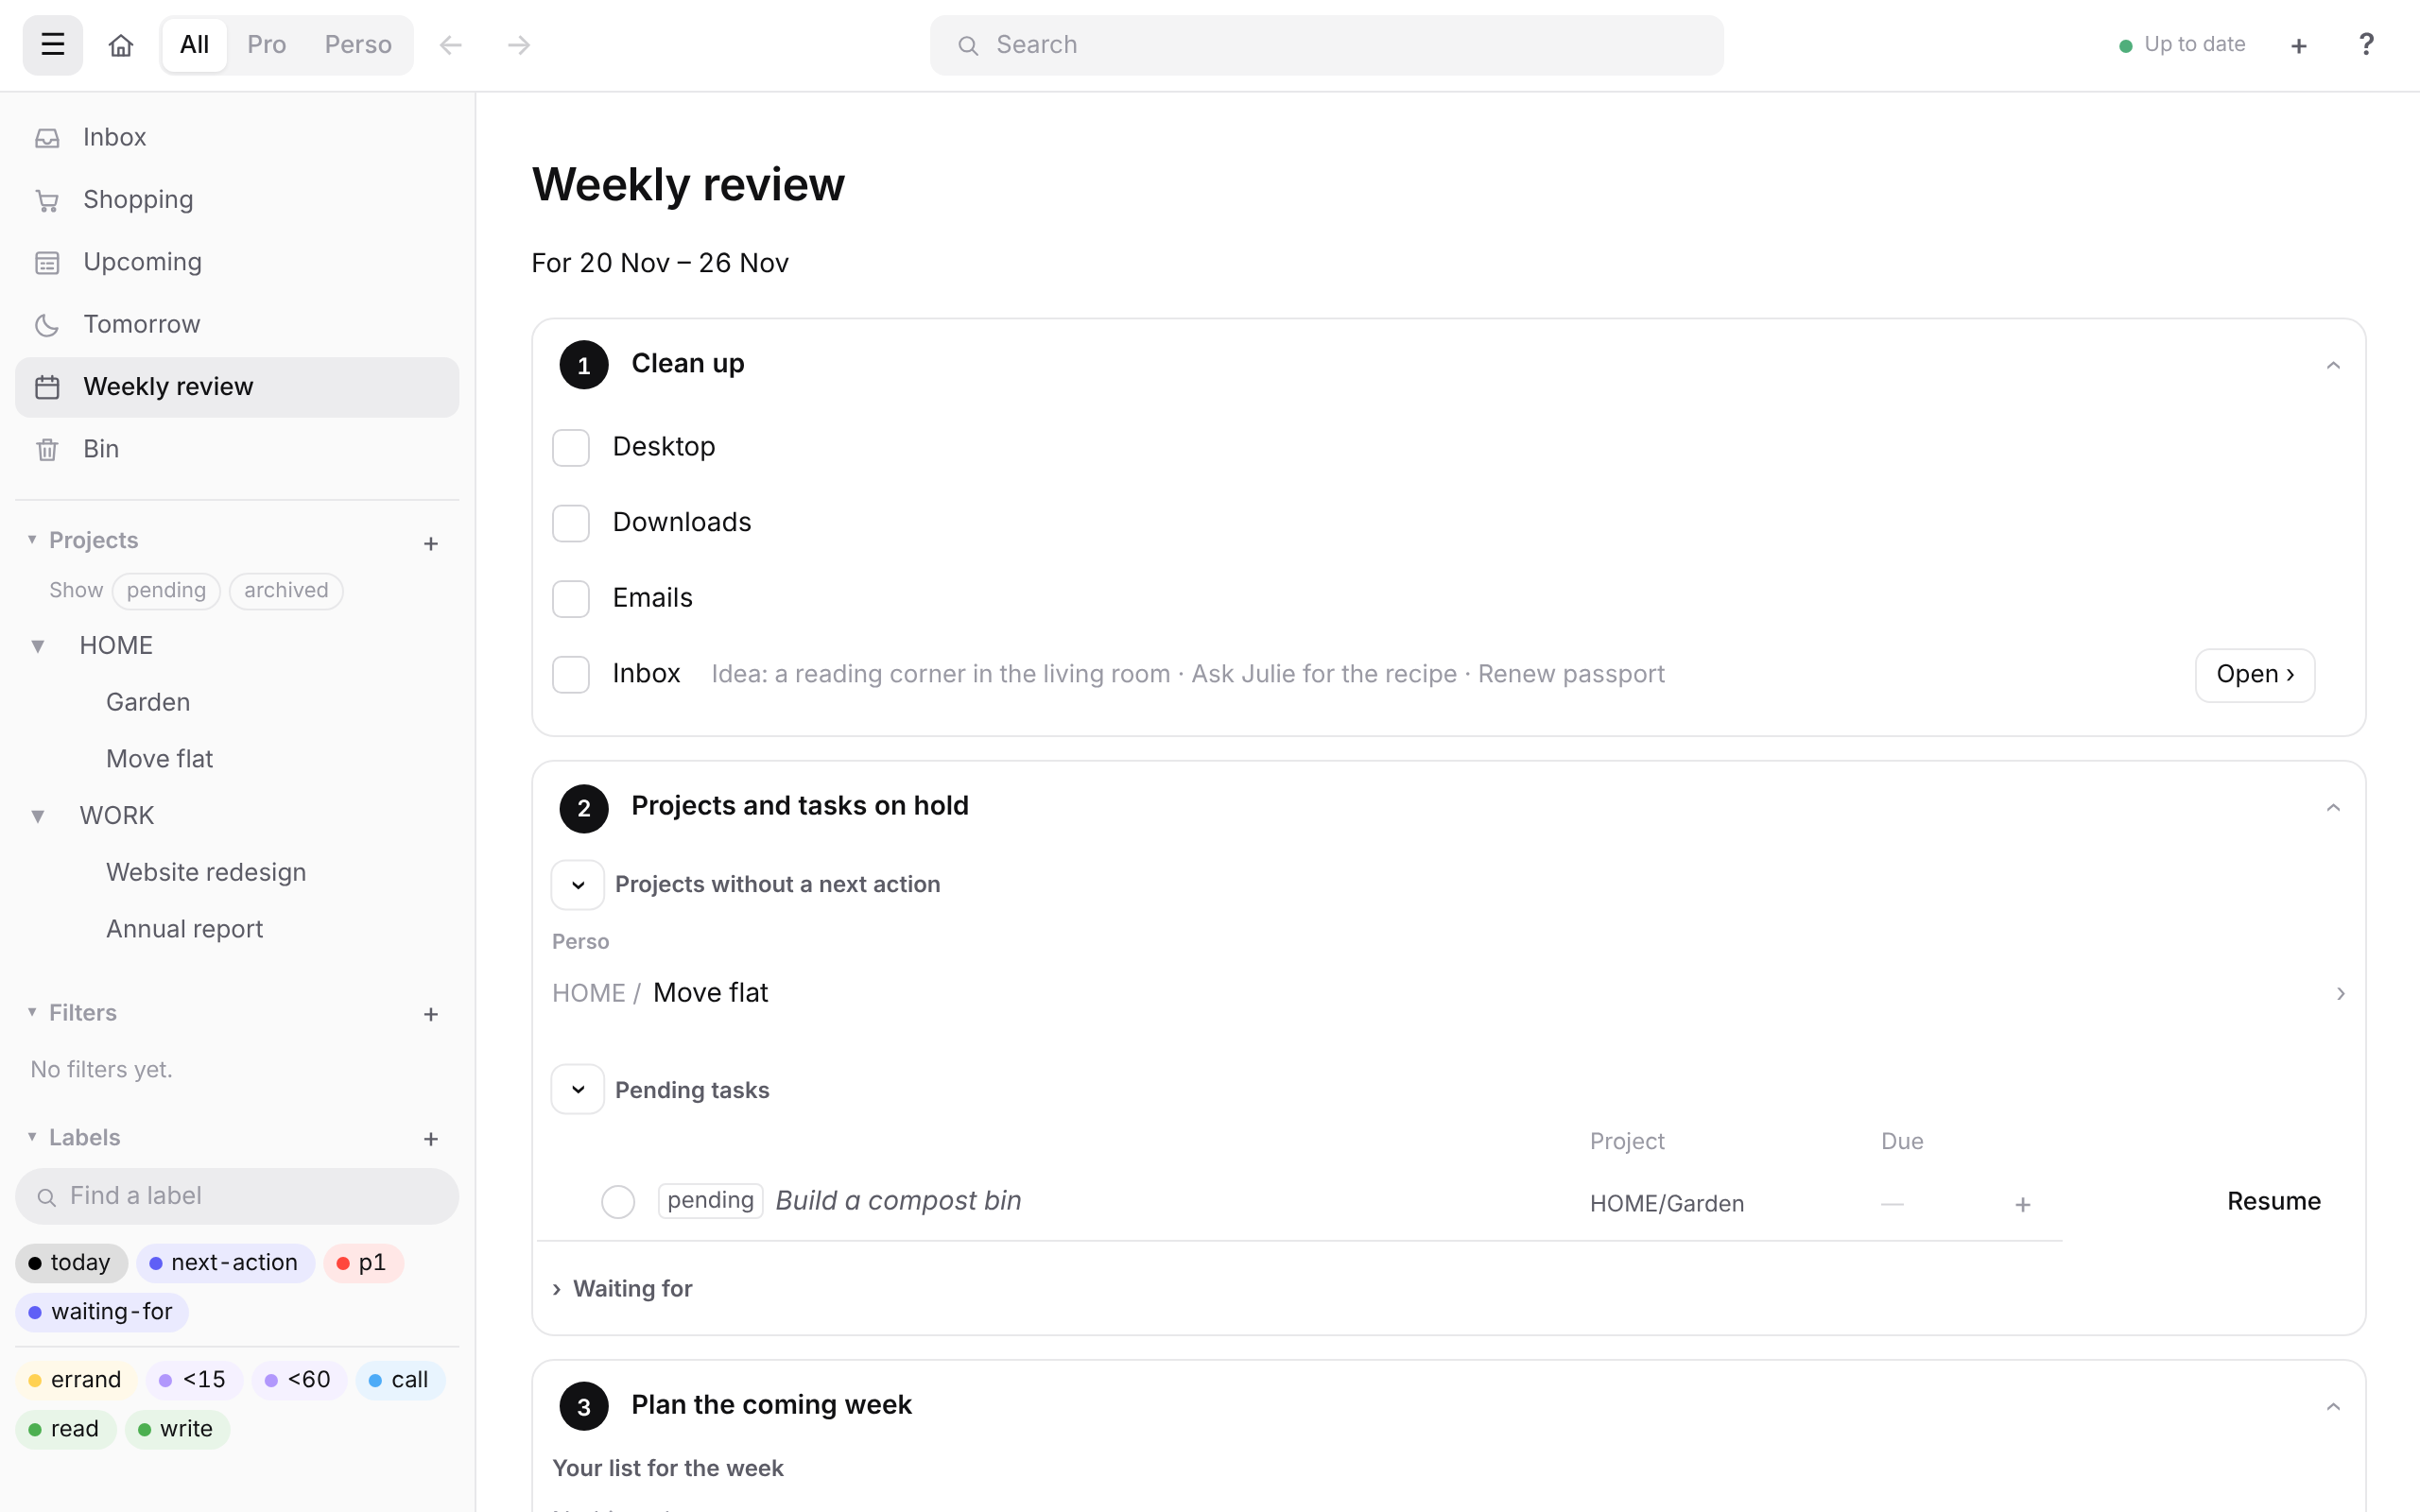 ☰ All Pro Perso ← → Search Up to date + ?
Inbox
Shopping
Upcoming
Tomorrow
Weekly review
Bin
Projects +
Show pending archived
HOME
Garden
Move flat
WORK
Website redesign
Annual report
Filters +
No filters yet.
Labels +
Find a label
today next-action p1
waiting-for
errand <15 <60 call
read write
Weekly review
For 20 Nov – 26 Nov
1 Clean up
Desktop
Downloads
Emails
Inbox Idea: a reading corner in the living room · Ask Julie for the recipe · Renew passport Open ›
2 Projects and tasks on hold
Projects without a next action
Perso
HOME / Move flat ›
Pending tasks
Project Due
pending Build a compost bin HOME/Garden — + Resume
› Waiting for
3 Plan the coming week
Your list for the week